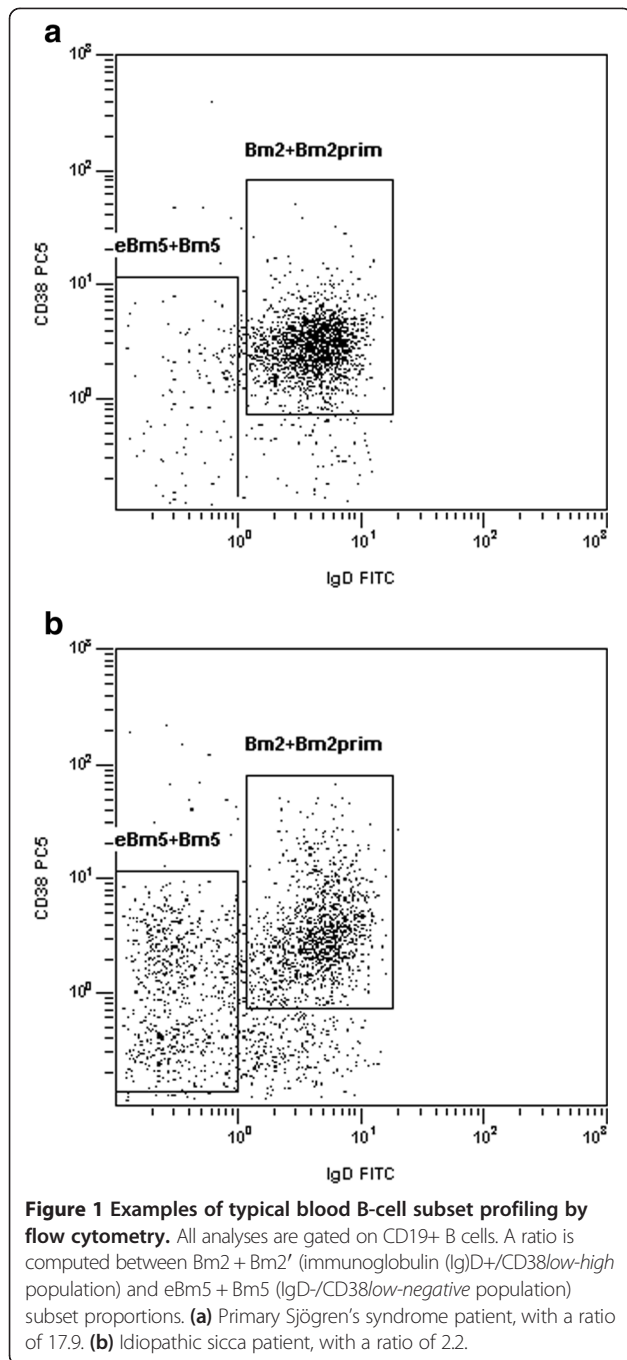 a
10³
Bm2+Bm2prim
10²
eBm5+Bm5
10¹
CD38 PC5
10⁰
10⁰ 10¹ 10² 10³
IgD FITC
b
10³
Bm2+Bm2prim
10²
eBm5+Bm5
10¹
CD38 PC5
10⁰
10⁰ 10¹ 10² 10³
IgD FITC
Figure 1 Examples of typical blood B-cell subset profiling by
flow cytometry. All analyses are gated on CD19+ B cells. A ratio is
computed between Bm2 + Bm2′ (immunoglobulin (Ig)D+/CD38low-high
population) and eBm5 + Bm5 (IgD-/CD38low-negative population)
subset proportions. (a) Primary Sjögren's syndrome patient, with a ratio
of 17.9. (b) Idiopathic sicca patient, with a ratio of 2.2.